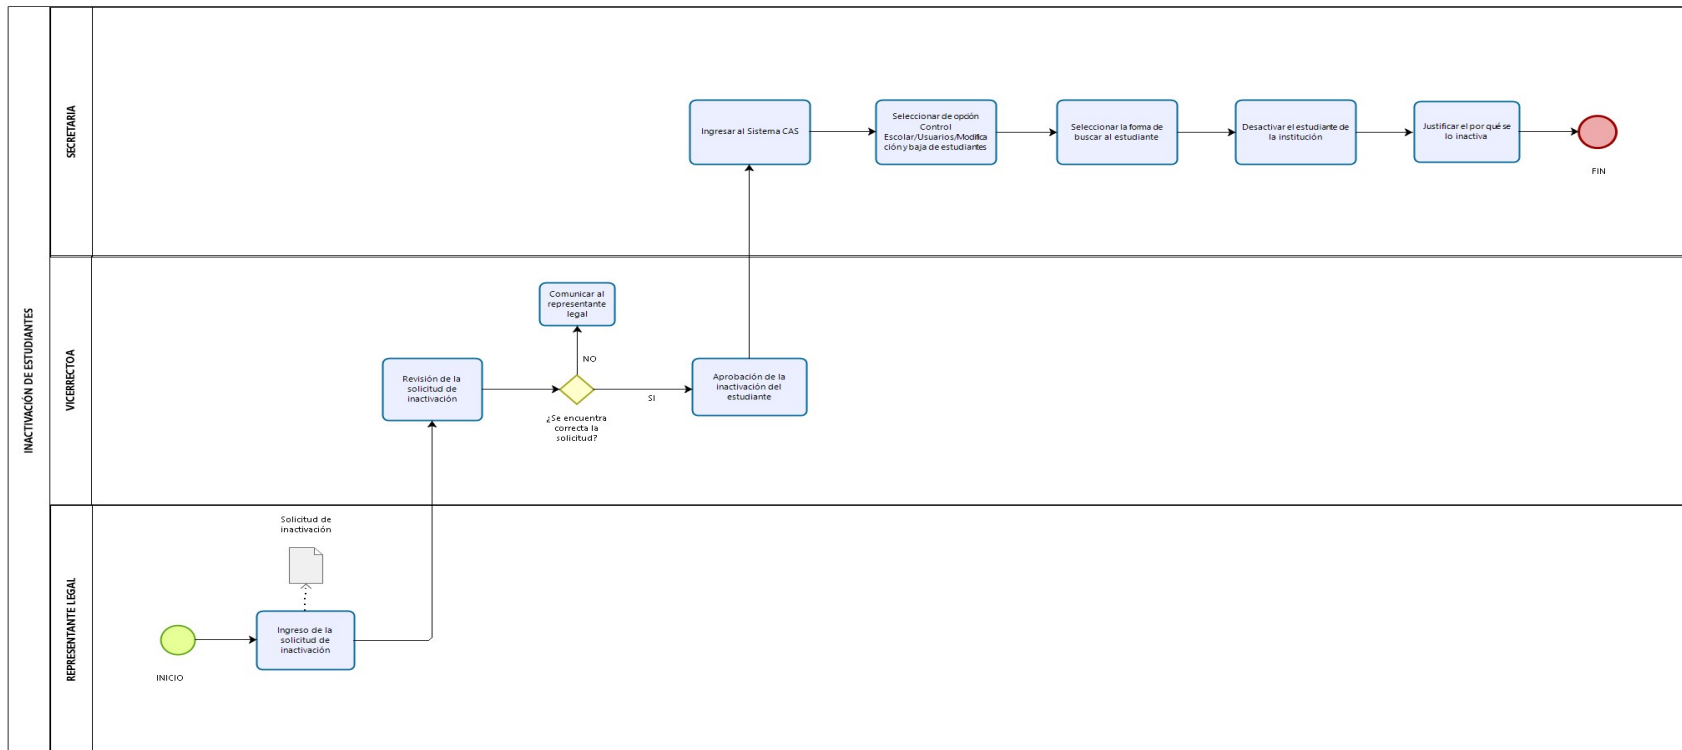 INACTIVACIÓN DE ESTUDIANTES
SECRETARIA
Ingresar al Sistema CAS
Seleccionar de opción
Control
Escolar/Usuarios/Modifica
ción y baja de estudiantes
Seleccionar la forma de
buscar al estudiante
Desactivar el estudiante de
la institución
Justificar el por qué se
lo inactiva
FIN
VICERRECTOA
Comunicar al
representante
legal
NO
Revisión de la
solicitud de
inactivación
¿Se encuentra
correcta la
solicitud?
SI
Aprobación de la
inactivación del
estudiante
REPRESENTANTE LEGAL
Solicitud de
inactivación
Ingreso de la
solicitud de
inactivación
INICIO